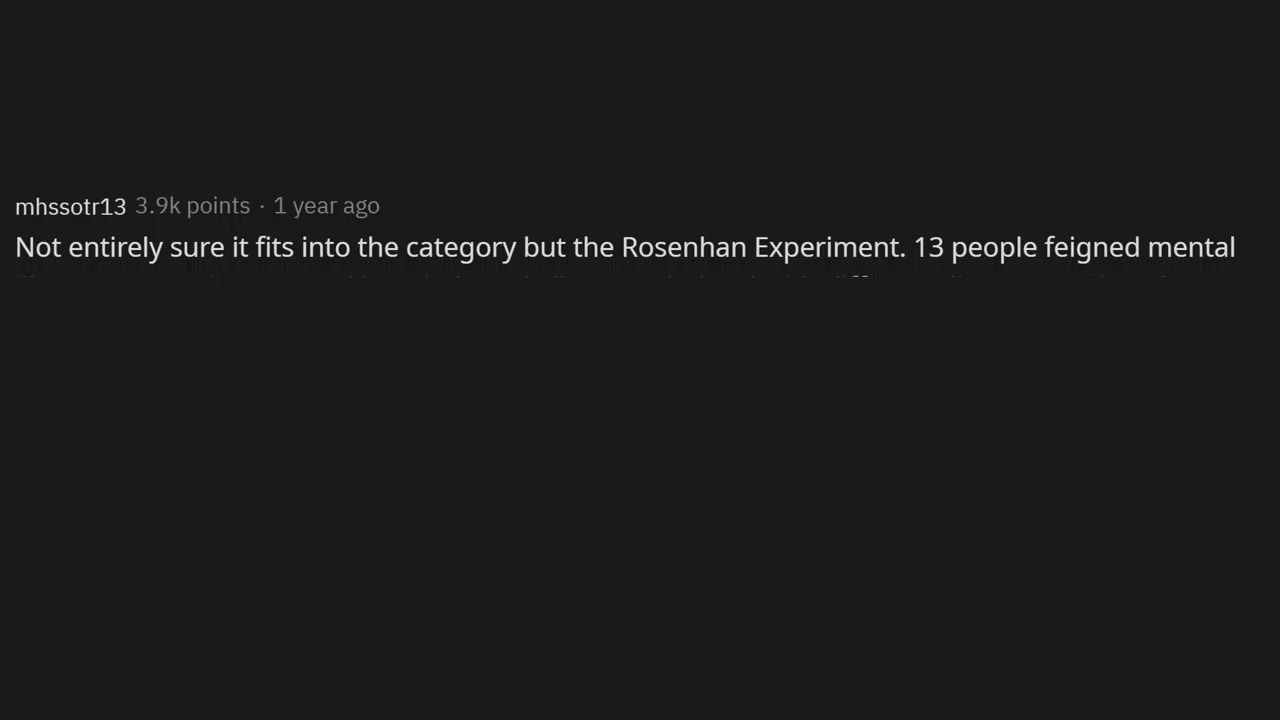 mhssotr13 3.9k points · 1 year ago
Not entirely sure it fits into the category but the Rosenhan Experiment. 13 people feigned mental